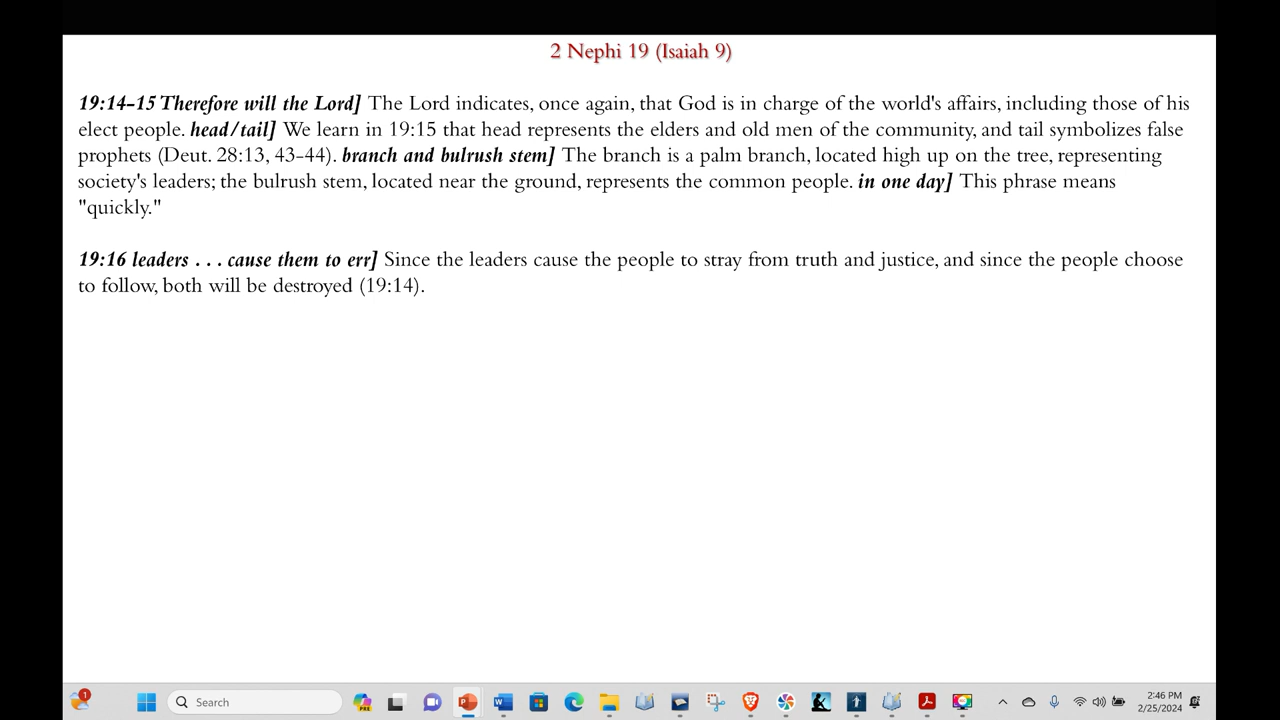 2 Nephi 19 (Isaiah 9)
19:14-15 Therefore will the Lord] The Lord indicates, once again, that God is in charge of the world's affairs, including those of his
elect people. head/tail] We learn in 19:15 that head represents the elders and old men of the community, and tail symbolizes false
prophets (Deut. 28:13, 43-44). branch and bulrush stem] The branch is a palm branch, located high up on the tree, representing
society's leaders; the bulrush stem, located near the ground, represents the common people. in one day] This phrase means
"quickly."
19:16 leaders . . . cause them to err] Since the leaders cause the people to stray from truth and justice, and since the people choose
to follow, both will be destroyed (19:14).
1
Search
PRE
W
2:46 PM
2/25/2024